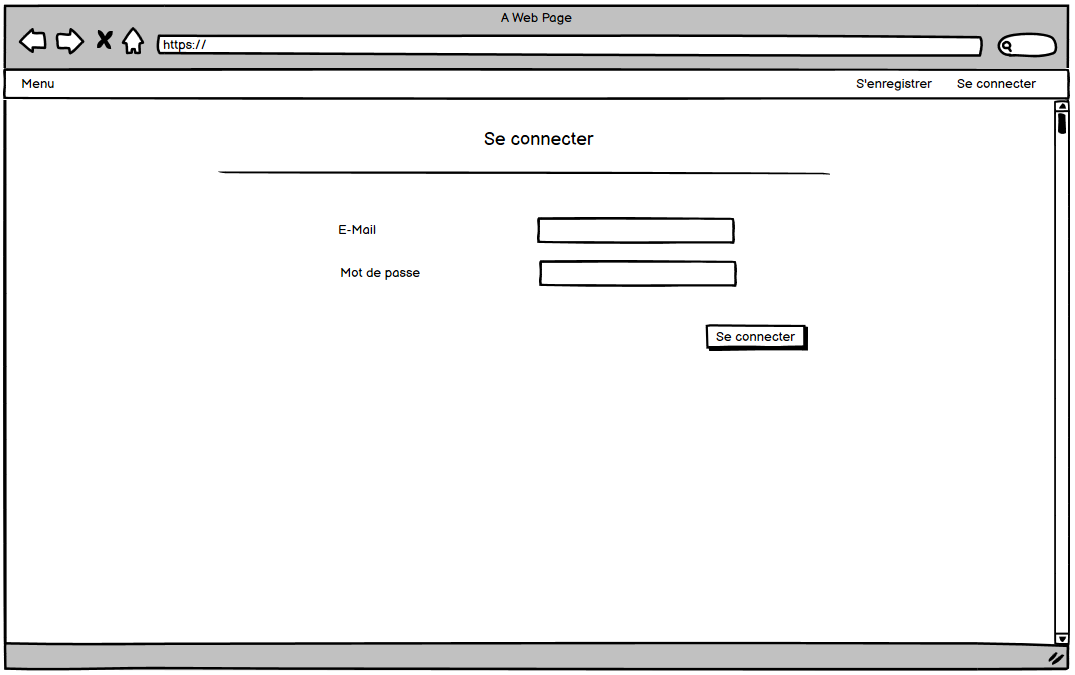 A Web Page
https://
Menu
S'enregistrer
Se connecter
Se connecter
E-Mail
Mot de passe
Se connecter